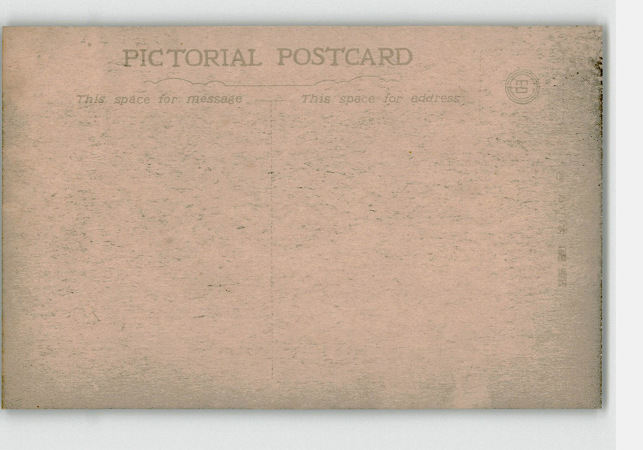 PICTORIAL POSTCARD
This space for message
This space for address